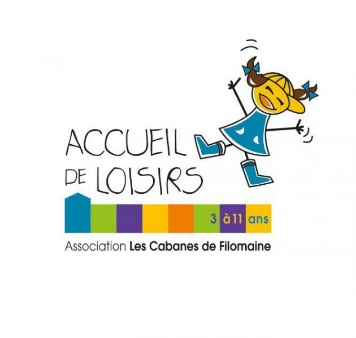 ACCUEIL
DE LOISIRS
3 à 11 ans
Association Les Cabanes de Filomaine